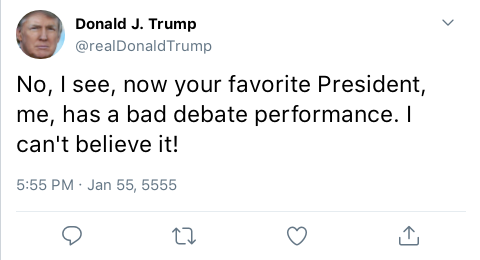 Donald J. Trump
@realDonaldTrump
No, I see, now your favorite President,
me, has a bad debate performance. I
can't believe it!
5:55 PM · Jan 55, 5555